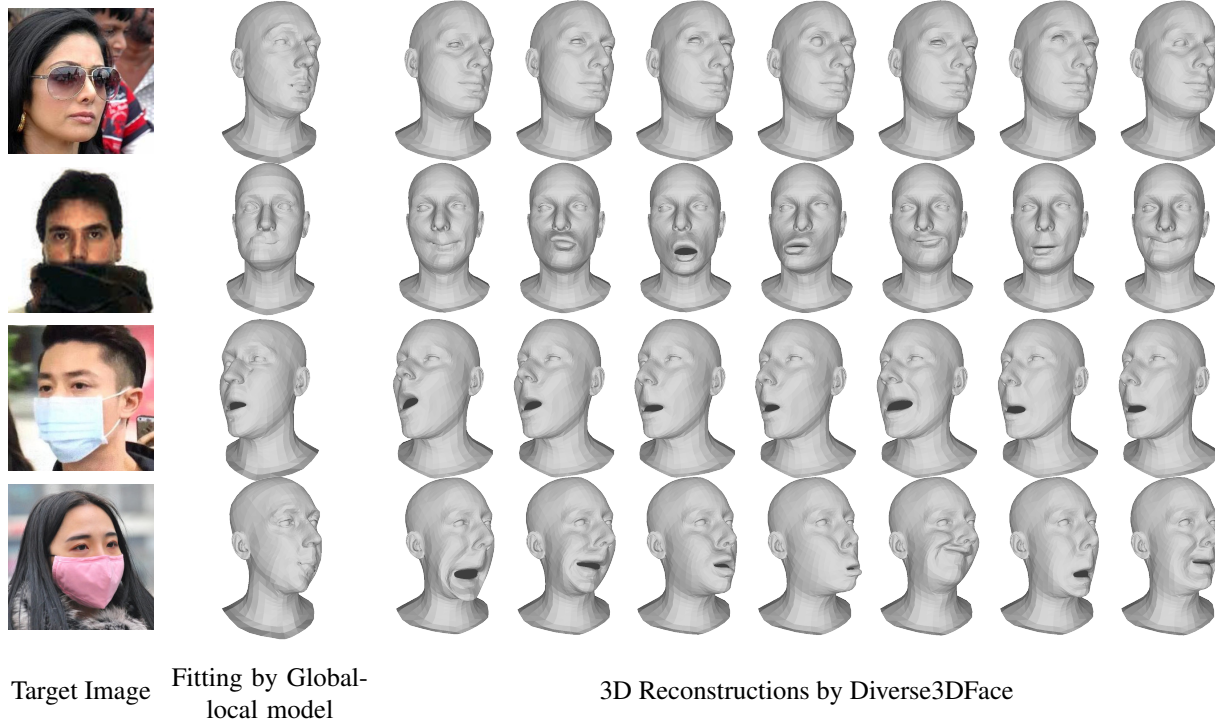 Target Image
Fitting by Global-
local model
3D Reconstructions by Diverse3DFace